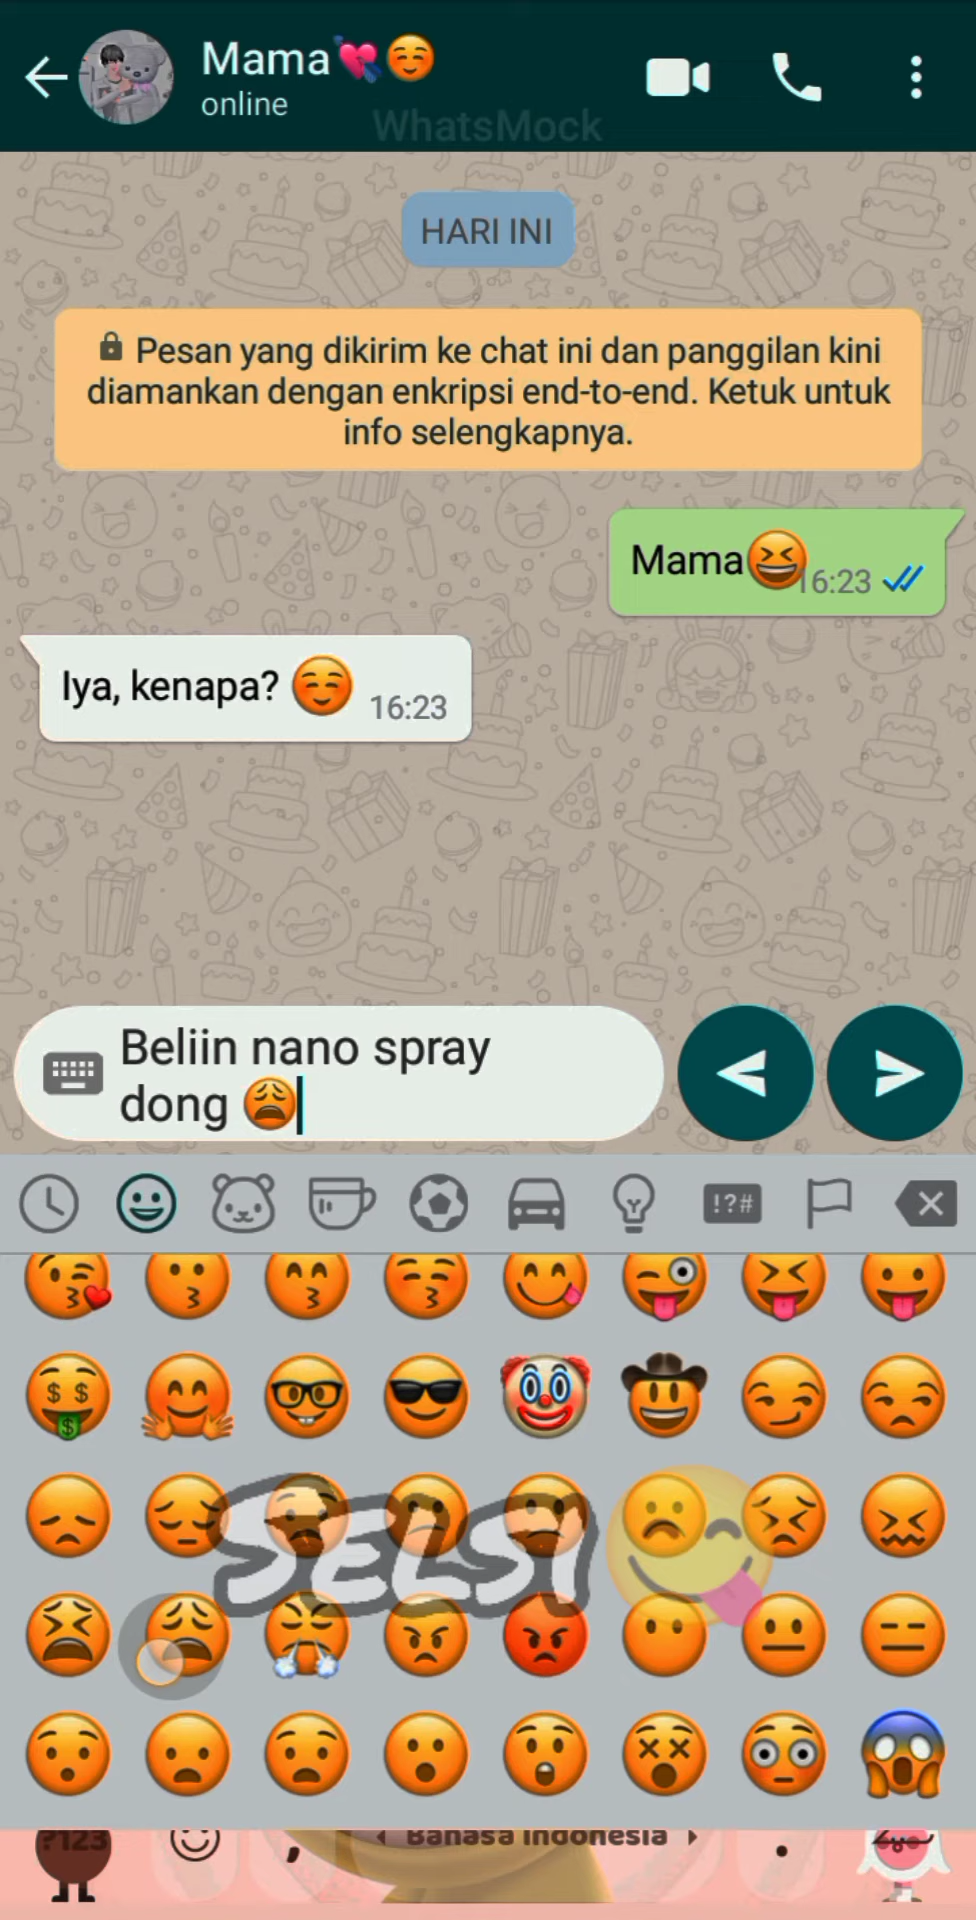 Mama💘☺️
online
WhatsMock
HARI INI
🔒 Pesan yang dikirim ke chat ini dan panggilan kini
diamankan dengan enkripsi end-to-end. Ketuk untuk
info selengkapnya.
Mama😆 16:23
Iya, kenapa? ☺️ 16:23
Beliin nano spray
dong 😩
!?#
SELSI😋
?123 , Bahasa Indonesia .